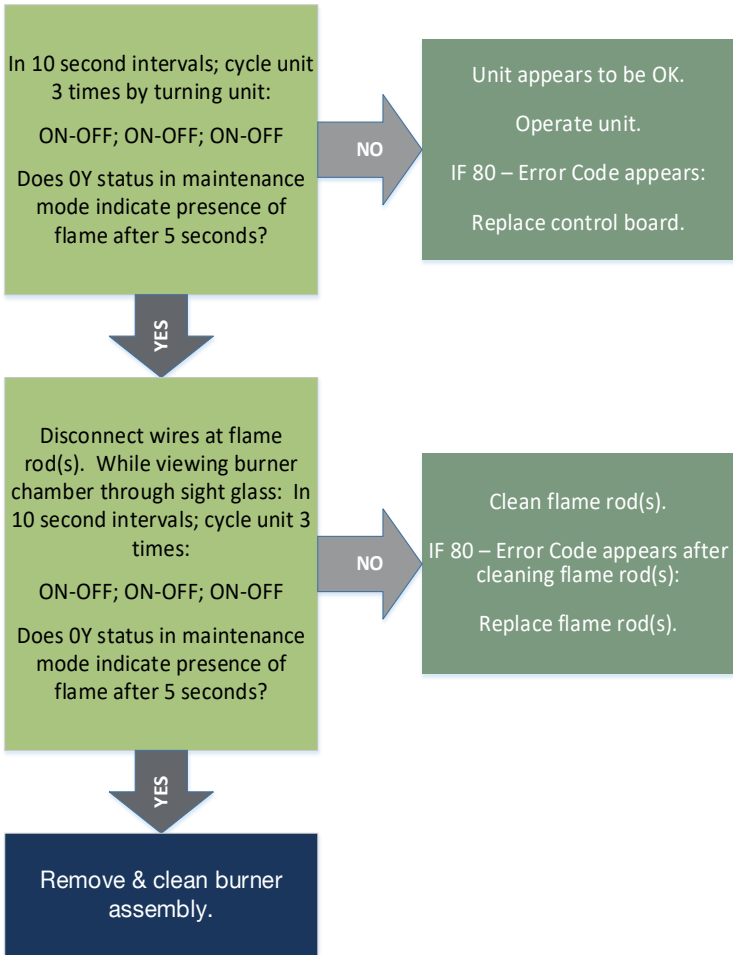 In 10 second intervals; cycle unit
3 times by turning unit:
ON-OFF; ON-OFF; ON-OFF
Does 0Y status in maintenance
mode indicate presence of
flame after 5 seconds?
NO
Unit appears to be OK.
Operate unit.
IF 80 – Error Code appears:
Replace control board.
YES
Disconnect wires at flame
rod(s).  While viewing burner
chamber through sight glass:  In
10 second intervals; cycle unit 3
times:
ON-OFF; ON-OFF; ON-OFF
Does 0Y status in maintenance
mode indicate presence of
flame after 5 seconds?
NO
Clean flame rod(s).
IF 80 – Error Code appears after
cleaning flame rod(s):
Replace flame rod(s).
YES
Remove & clean burner
assembly.